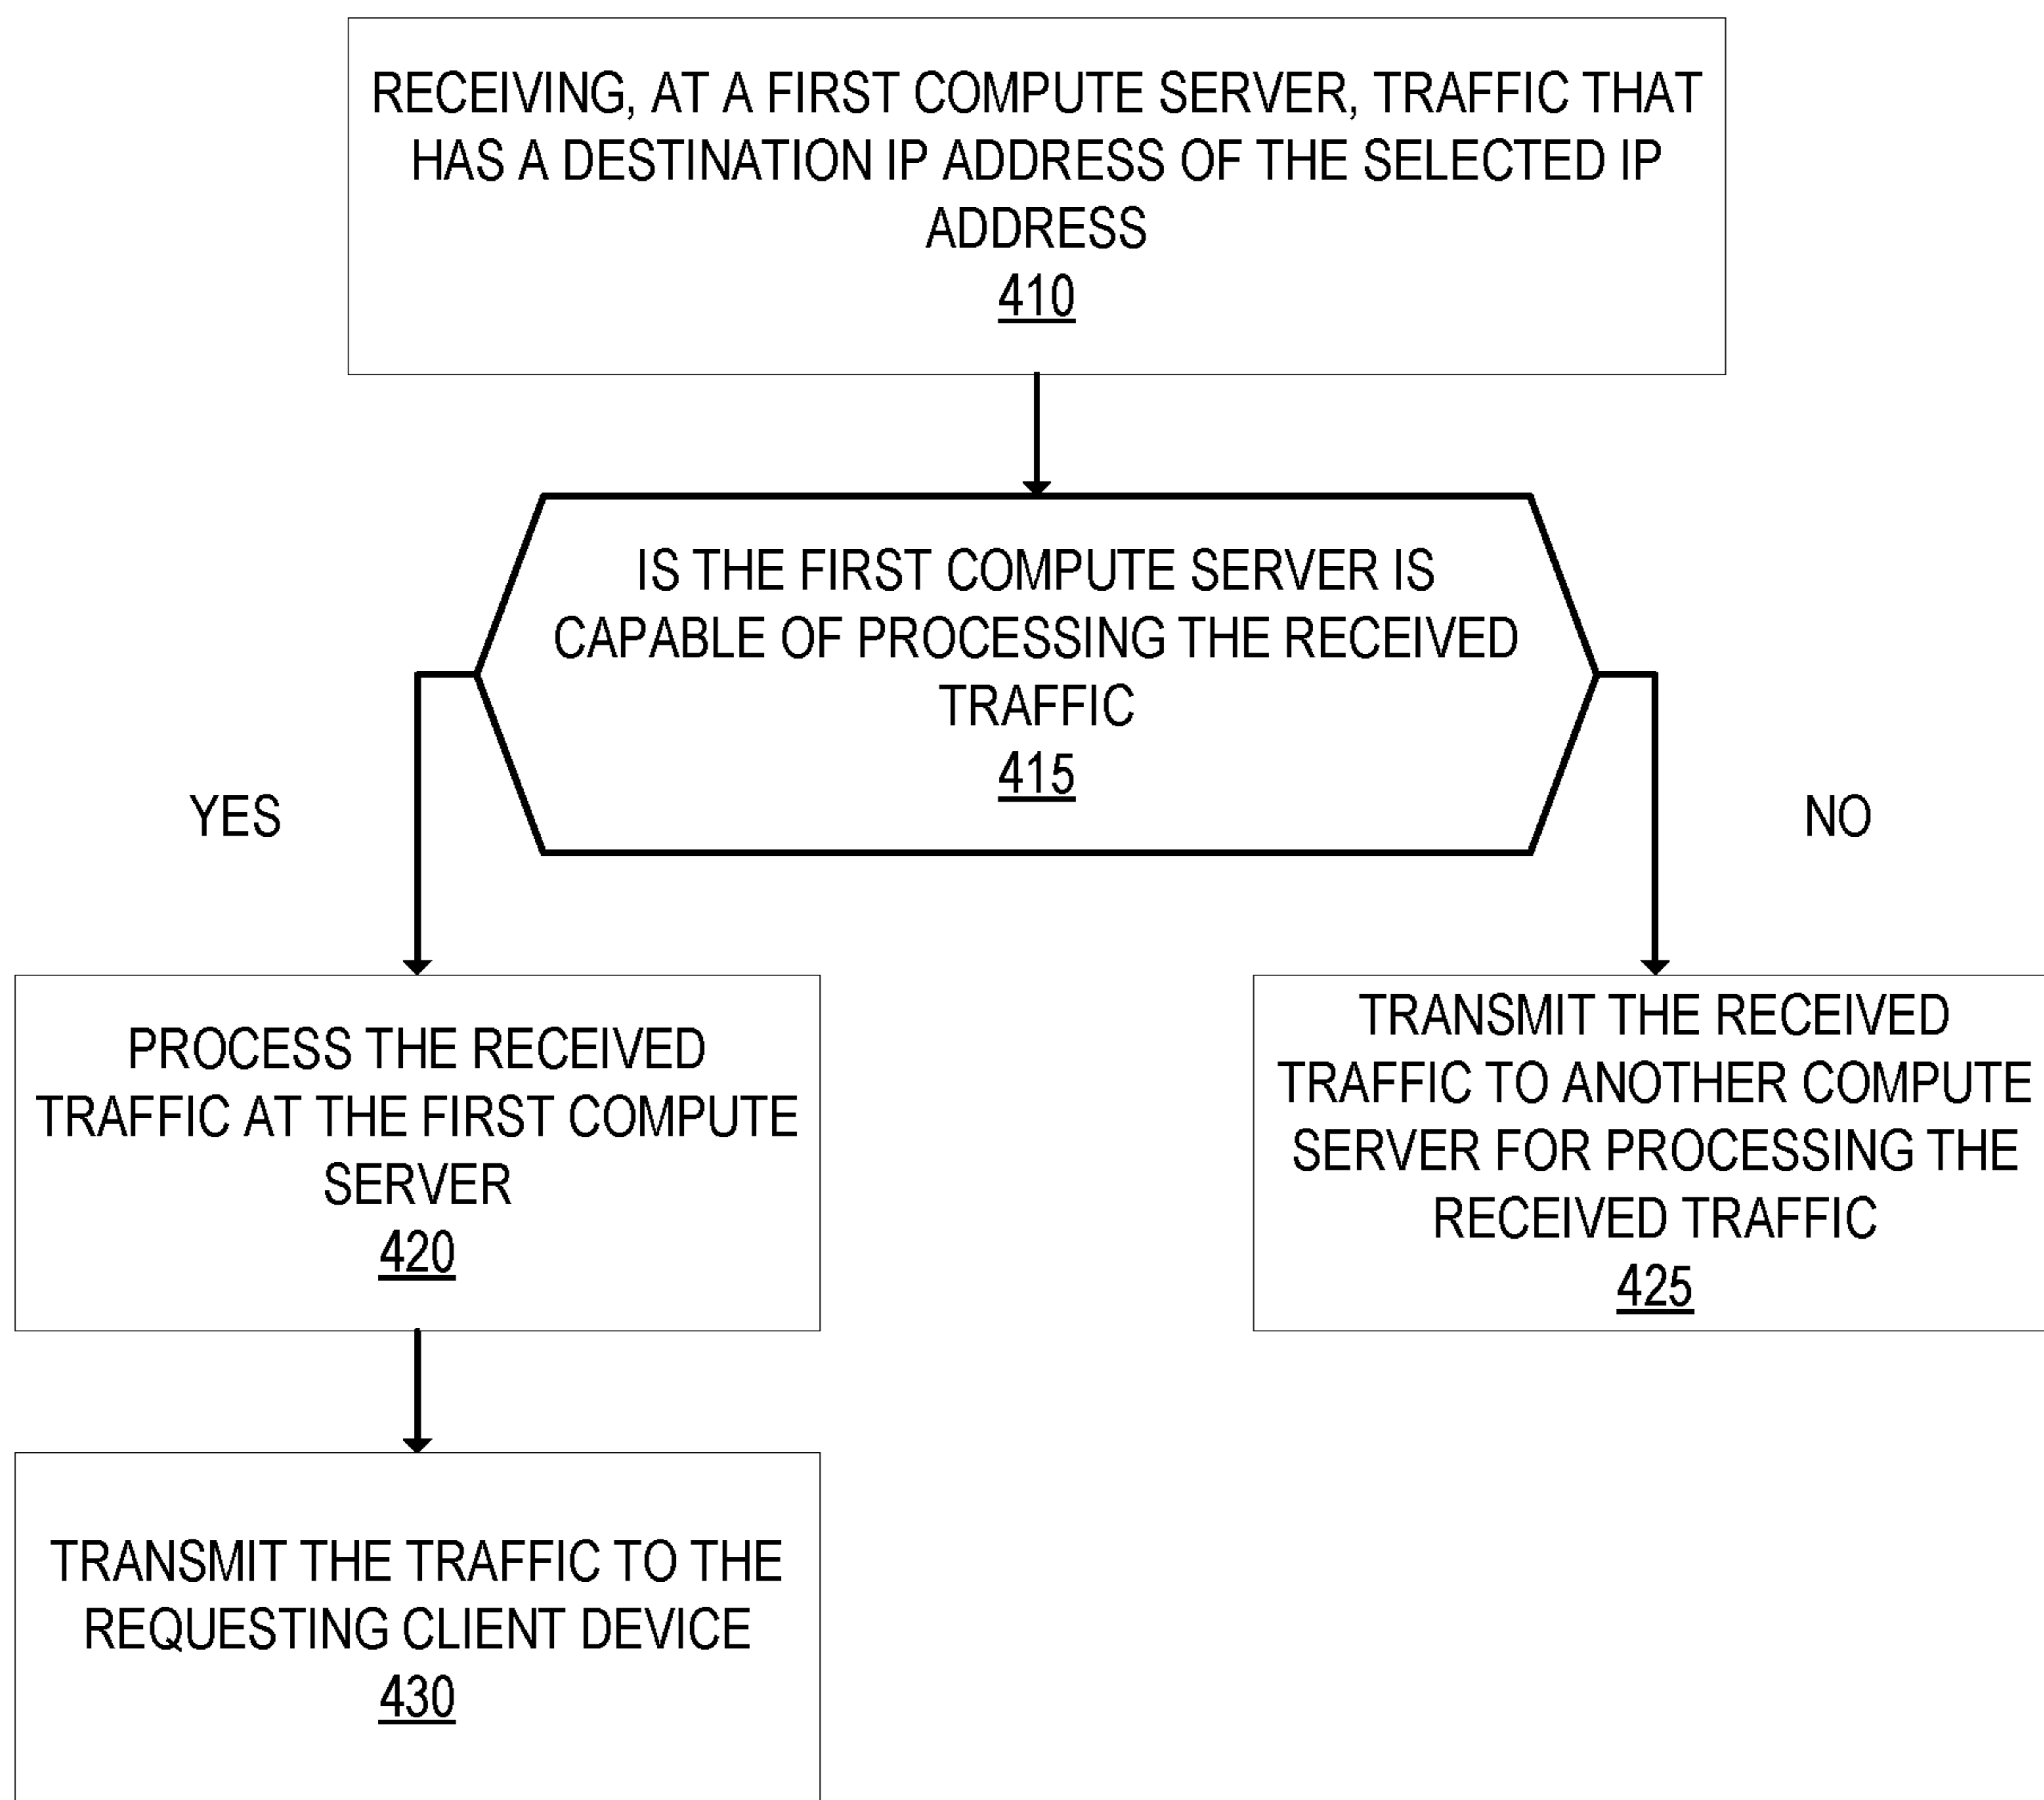 RECEIVING, AT A FIRST COMPUTE SERVER, TRAFFIC THAT
HAS A DESTINATION IP ADDRESS OF THE SELECTED IP
ADDRESS
410
IS THE FIRST COMPUTE SERVER IS
CAPABLE OF PROCESSING THE RECEIVED
TRAFFIC
415
YES
NO
PROCESS THE RECEIVED
TRAFFIC AT THE FIRST COMPUTE
SERVER
420
TRANSMIT THE RECEIVED
TRAFFIC TO ANOTHER COMPUTE
SERVER FOR PROCESSING THE
RECEIVED TRAFFIC
425
TRANSMIT THE TRAFFIC TO THE
REQUESTING CLIENT DEVICE
430